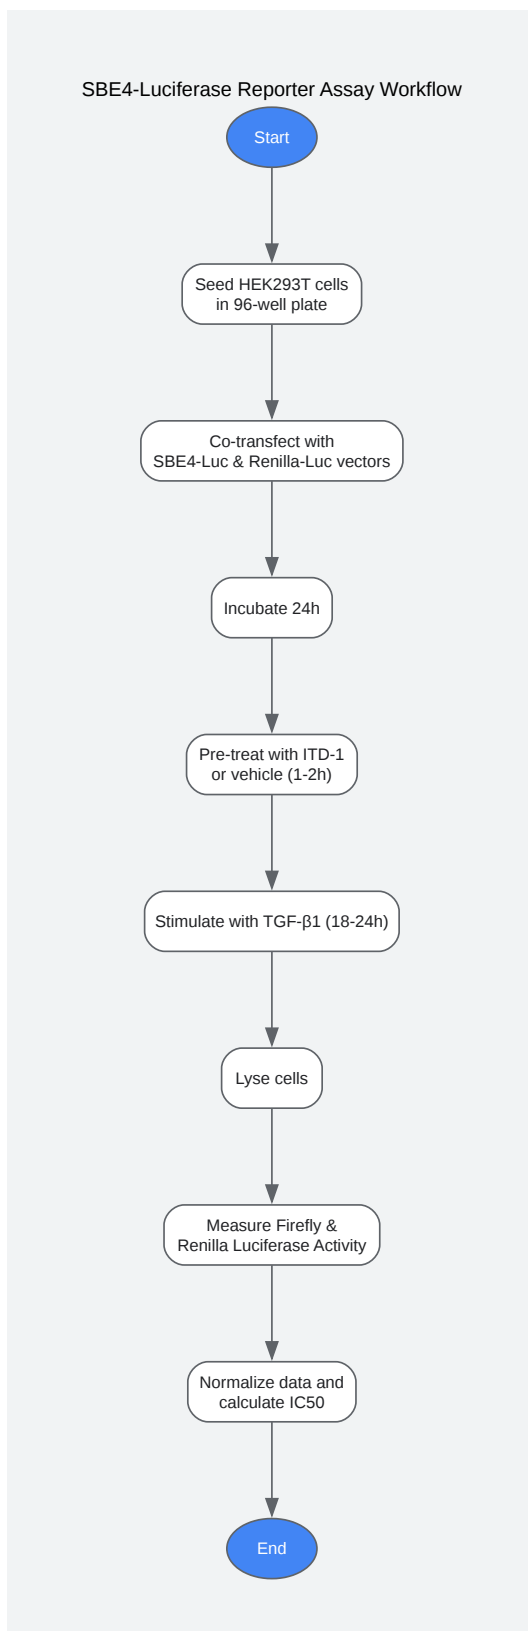 SBE4-Luciferase Reporter Assay Workflow
Start
Seed HEK293T cells
in 96-well plate
Co-transfect with
SBE4-Luc & Renilla-Luc vectors
Incubate 24h
Pre-treat with ITD-1
or vehicle (1-2h)
Stimulate with TGF-β1 (18-24h)
Lyse cells
Measure Firefly &
Renilla Luciferase Activity
Normalize data and
calculate IC50
End